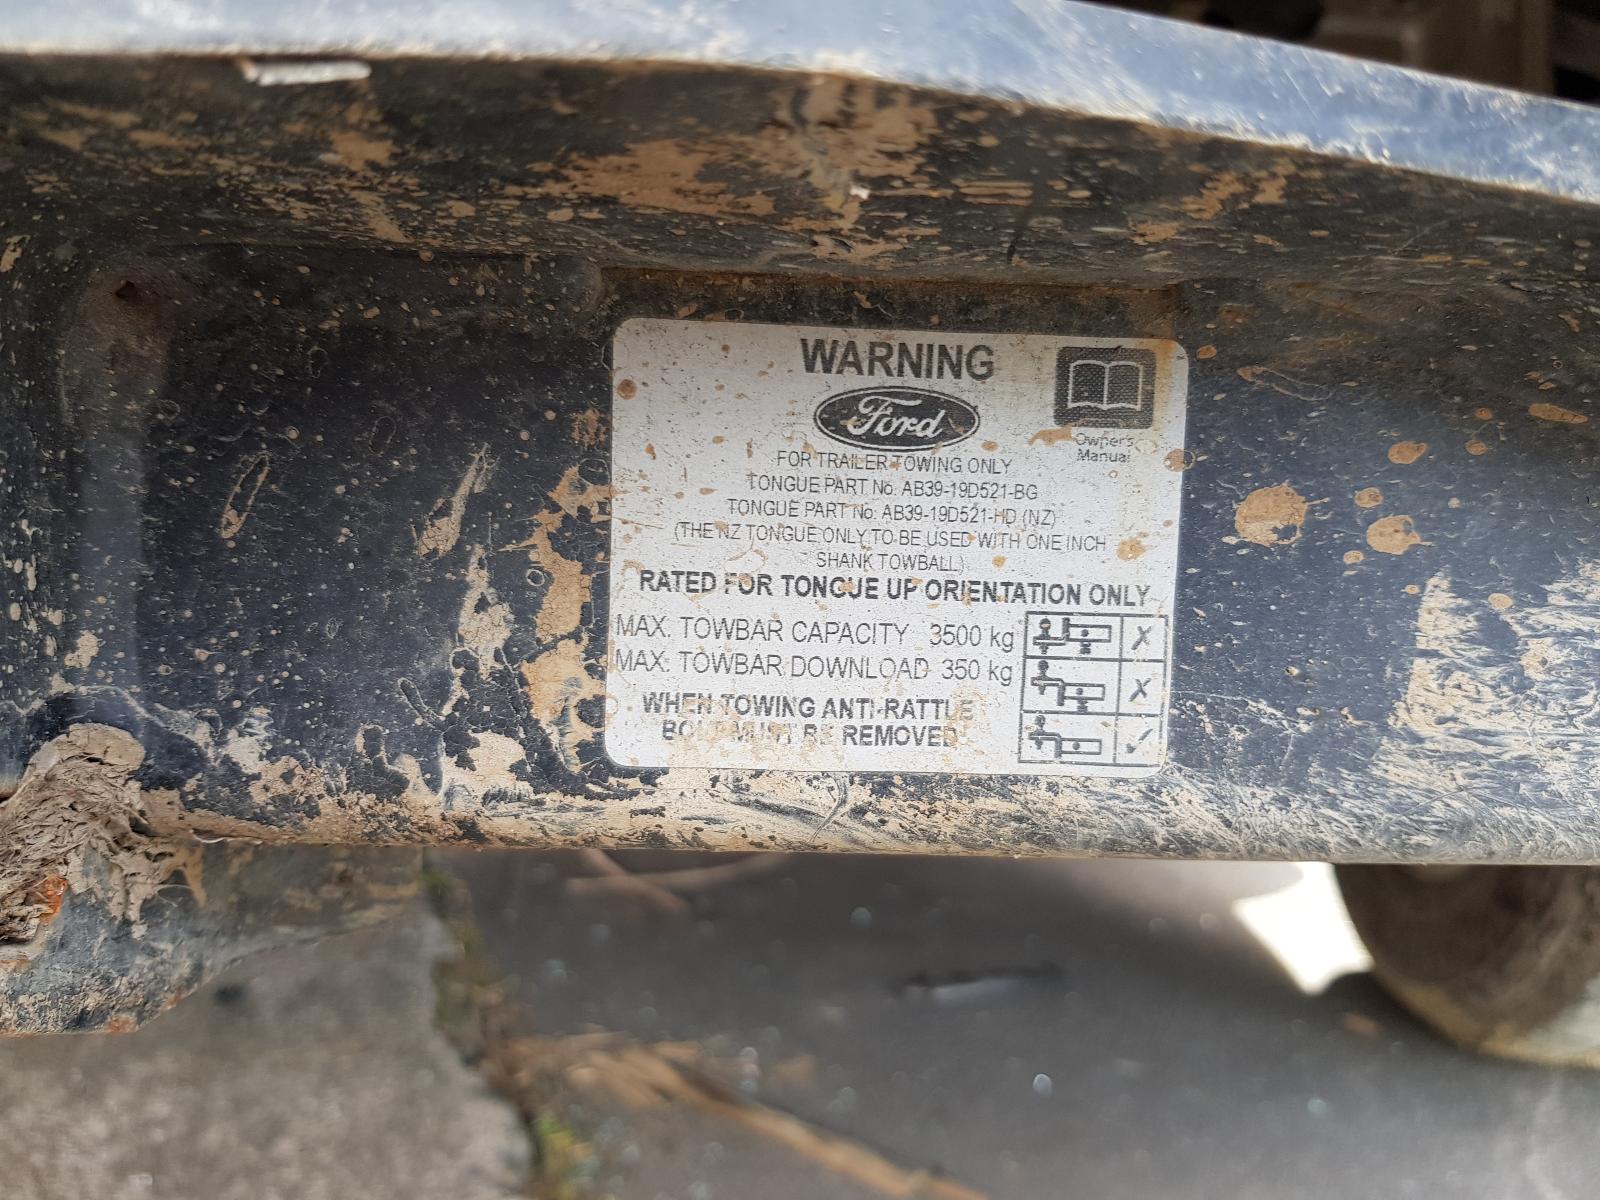 WARNING
Ford
Owner's
Manual
FOR TRAILER TOWING ONLY
TONGUE PART No. AB39-19D521-BG
TONGUE PART No: AB39-19D521-HD (NZ)
(THE NZ TONGUE ONLY TO BE USED WITH ONE INCH
SHANK TOWBALL)
RATED FOR TONGUE UP ORIENTATION ONLY
MAX. TOWBAR CAPACITY 3500 kg
MAX. TOWBAR DOWNLOAD 350 kg
WHEN TOWING ANTI-RATTLE
BOLT MUST BE REMOVED